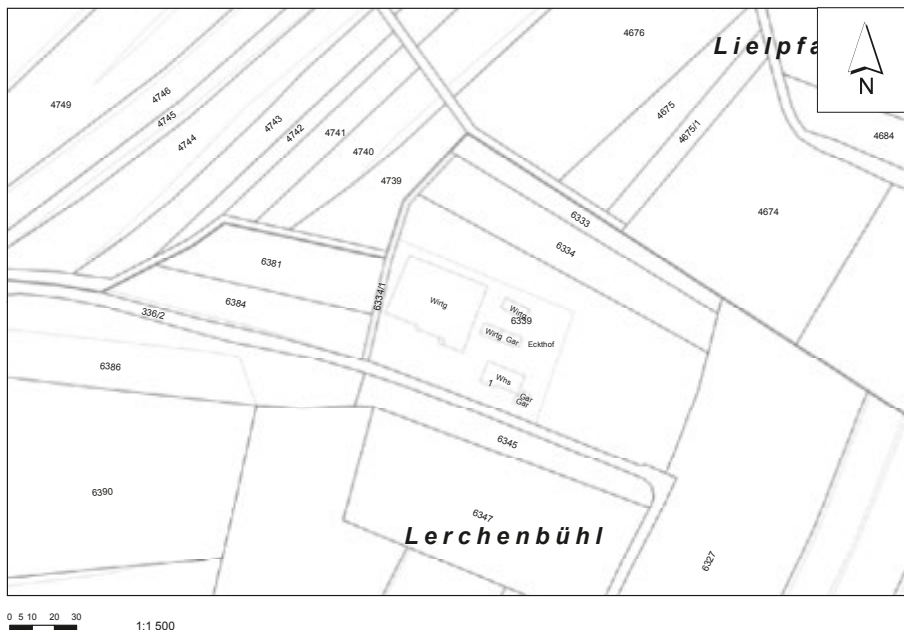 4676
Lielpfa
N
4749
4746
4745
4744
4743
4742
4741
4740
4739
4675
4675/1
4684
4674
6333
6334
6381
6384
6334/1
336/2
Wirtg
Wirtg
6339
Wirtg Gar
Eckthof
Whs
1
Gar
Gar
6386
6345
6390
6347
Lerchenbühl
6327
0 5 10 20 30
1:1 500